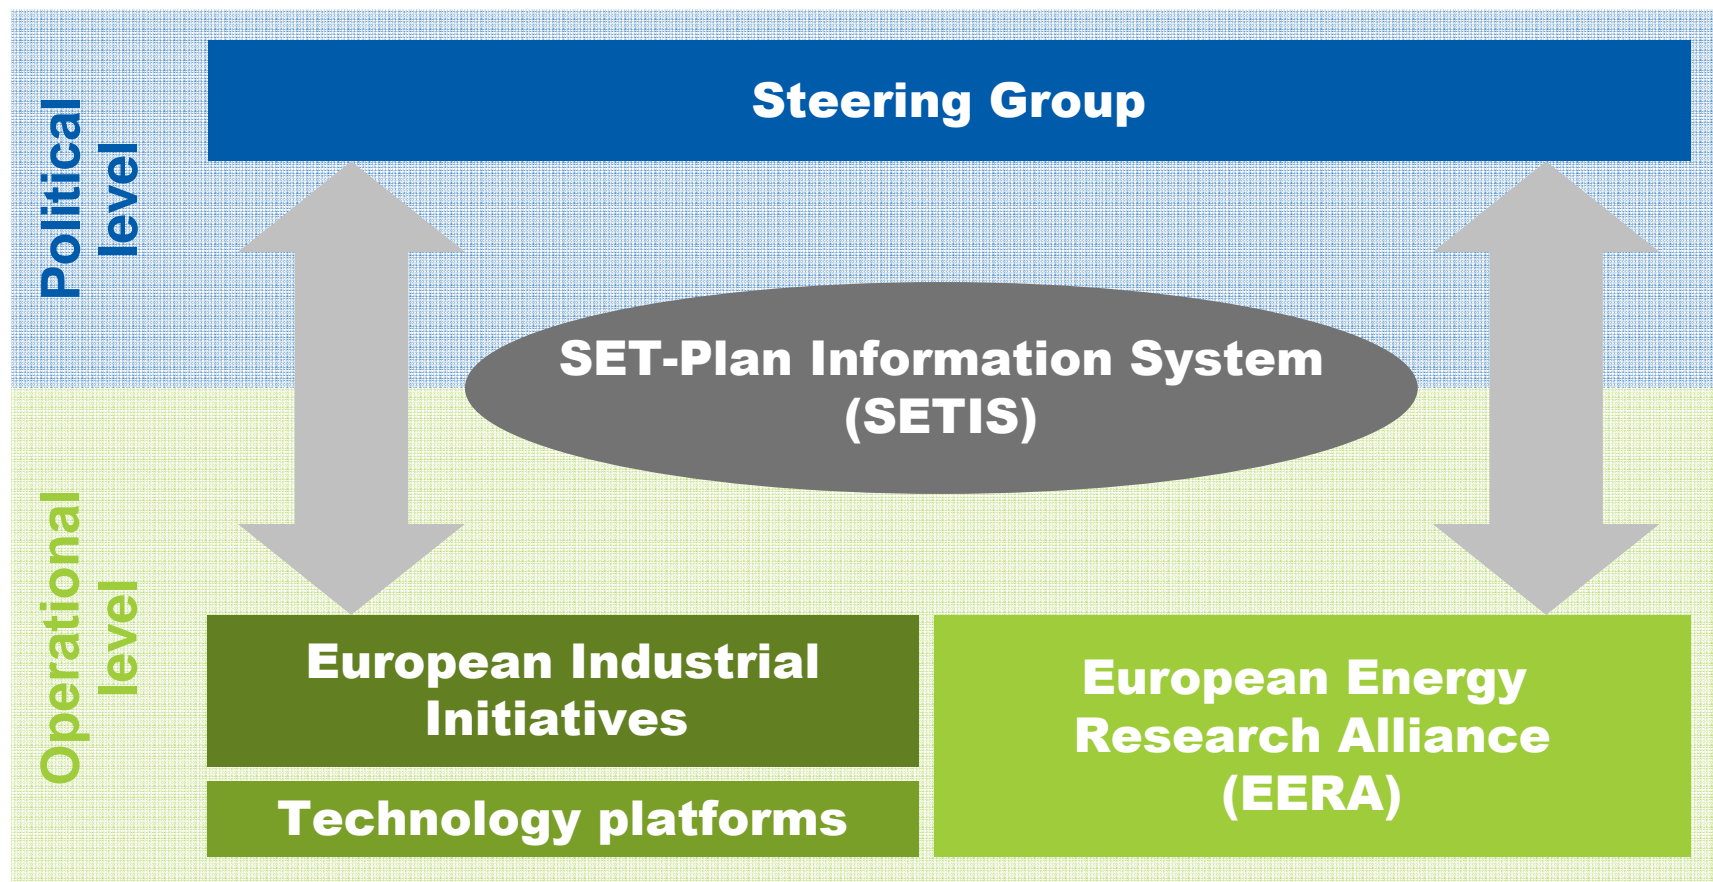 Political
level
Steering Group
SET-Plan Information System
(SETIS)
Operational
level
European Industrial
Initiatives
Technology platforms
European Energy
Research Alliance
(EERA)